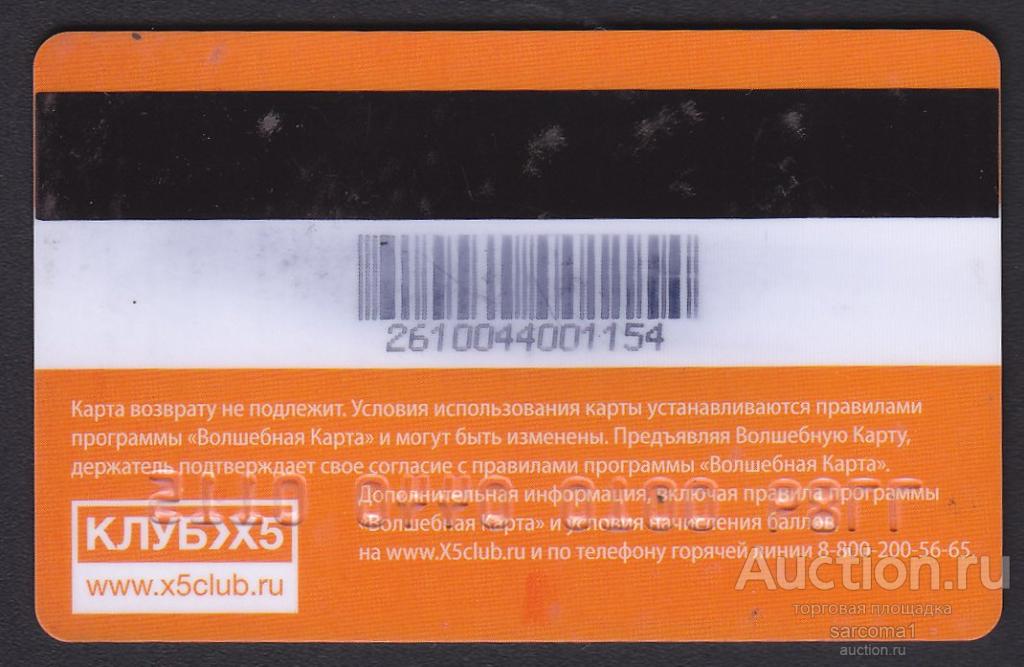 2610044001154
Карта возврату не подлежит. Условия использования карты устанавливаются правилами
программы «Волшебная Карта» и могут быть изменены. Предъявляя Волшебную Карту,
держатель подтверждает свое согласие с правилами программы «Волшебная Карта».
Дополнительная информация, включая правила программы
«Волшебная Карта» и условия начисления баллов,
на www.X5club.ru и по телефону горячей линии 8-800-200-56-65.
КЛУБ X5
www.x5club.ru
Auction.ru
торговая площадка
sarcoma1
auction.ru